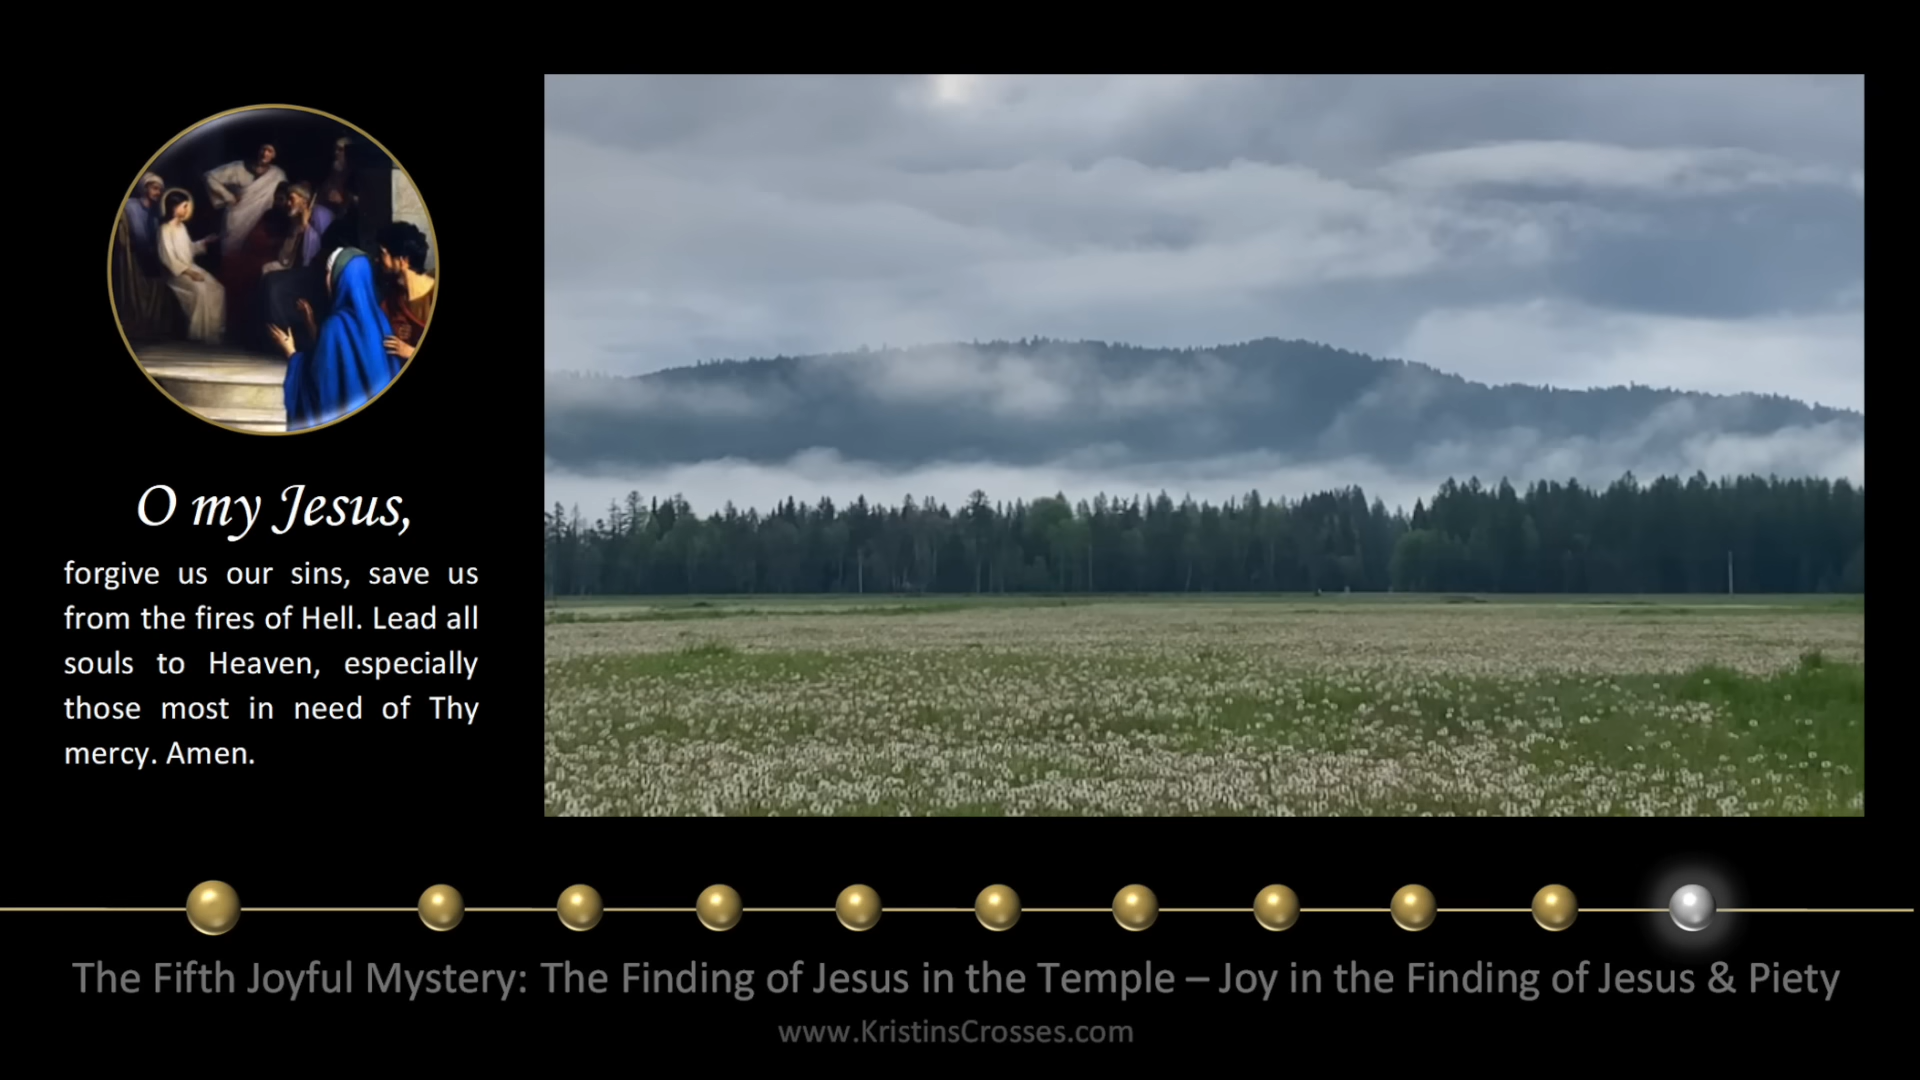 O my Jesus,
forgive us our sins, save us
from the fires of Hell. Lead all
souls to Heaven, especially
those most in need of Thy
mercy. Amen.
The Fifth Joyful Mystery: The Finding of Jesus in the Temple – Joy in the Finding of Jesus & Piety
www.KristinsCrosses.com